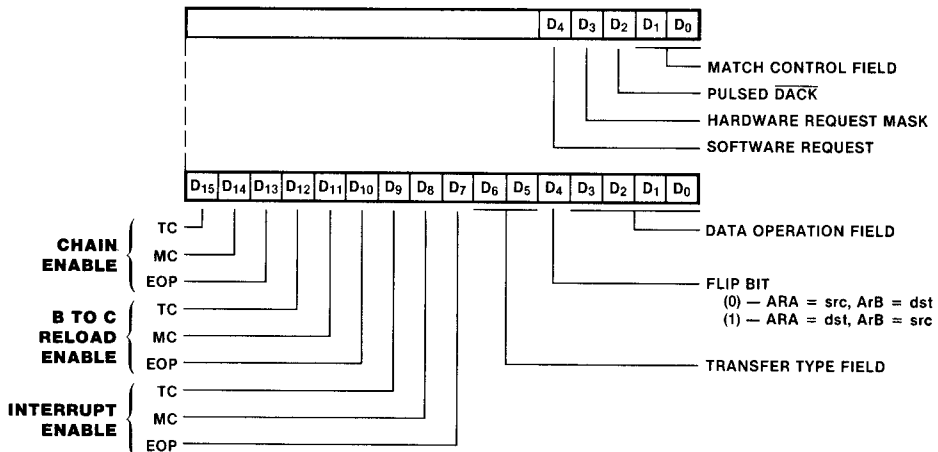 D4 D3 D2 D1 D0
MATCH CONTROL FIELD
PULSED DACK
HARDWARE REQUEST MASK
SOFTWARE REQUEST
D15 D14 D13 D12 D11 D10 D9 D8 D7 D6 D5 D4 D3 D2 D1 D0
CHAIN ENABLE
TC
MC
EOP
DATA OPERATION FIELD
FLIP BIT
(0) — ARA = src, ArB = dst
(1) — ARA = dst, ArB = src
B TO C RELOAD ENABLE
TC
MC
EOP
TRANSFER TYPE FIELD
INTERRUPT ENABLE
TC
MC
EOP